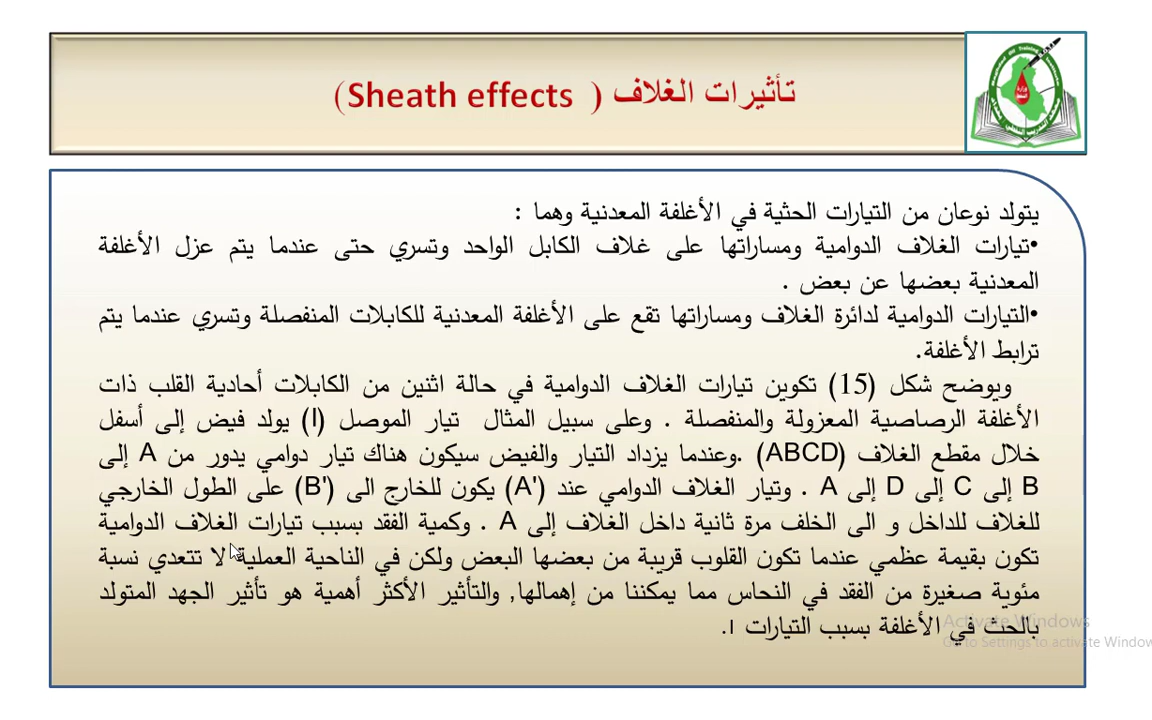 تأثيرات الغلاف ( Sheath effects)
يتولد نوعان من التيارات الحثية في الأغلفة المعدنية وهما :
•تيارات الغلاف الدوامية ومساراتها على غلاف الكابل الواحد وتسري حتى عندما يتم عزل الأغلفة
المعدنية بعضها عن بعض .
•التيارات الدوامية لدائرة الغلاف ومساراتها تقع على الأغلفة المعدنية للكابلات المنفصلة وتسري عندما يتم
ترابط الأغلفة.
ويوضح شكل (15) تكوين تيارات الغلاف الدوامية في حالة اثنين من الكابلات أحادية القلب ذات
الأغلفة الرصاصية المعزولة والمنفصلة . وعلى سبيل المثال تيار الموصل (I) يولد فيض إلى أسفل
خلال مقطع الغلاف (ABCD) .وعندما يزداد التيار والفيض سيكون هناك تيار دوامي يدور من A إلى
B إلى C إلى D إلى A . وتيار الغلاف الدوامي عند (A') يكون للخارج الى (B') على الطول الخارجي
للغلاف للداخل و الى الخلف مرة ثانية داخل الغلاف إلى A . وكمية الفقد بسبب تيارات الغلاف الدوامية
تكون بقيمة عظمي عندما تكون القلوب قريبة من بعضها البعض ولكن في الناحية العملية لا تتعدي نسبة
مئوية صغيرة من الفقد في النحاس مما يمكننا من إهمالها, والتأثير الأكثر أهمية هو تأثير الجهد المتولد
بالحث في الأغلفة بسبب التيارات I.
Activate Windows
Go to Settings to activate Window